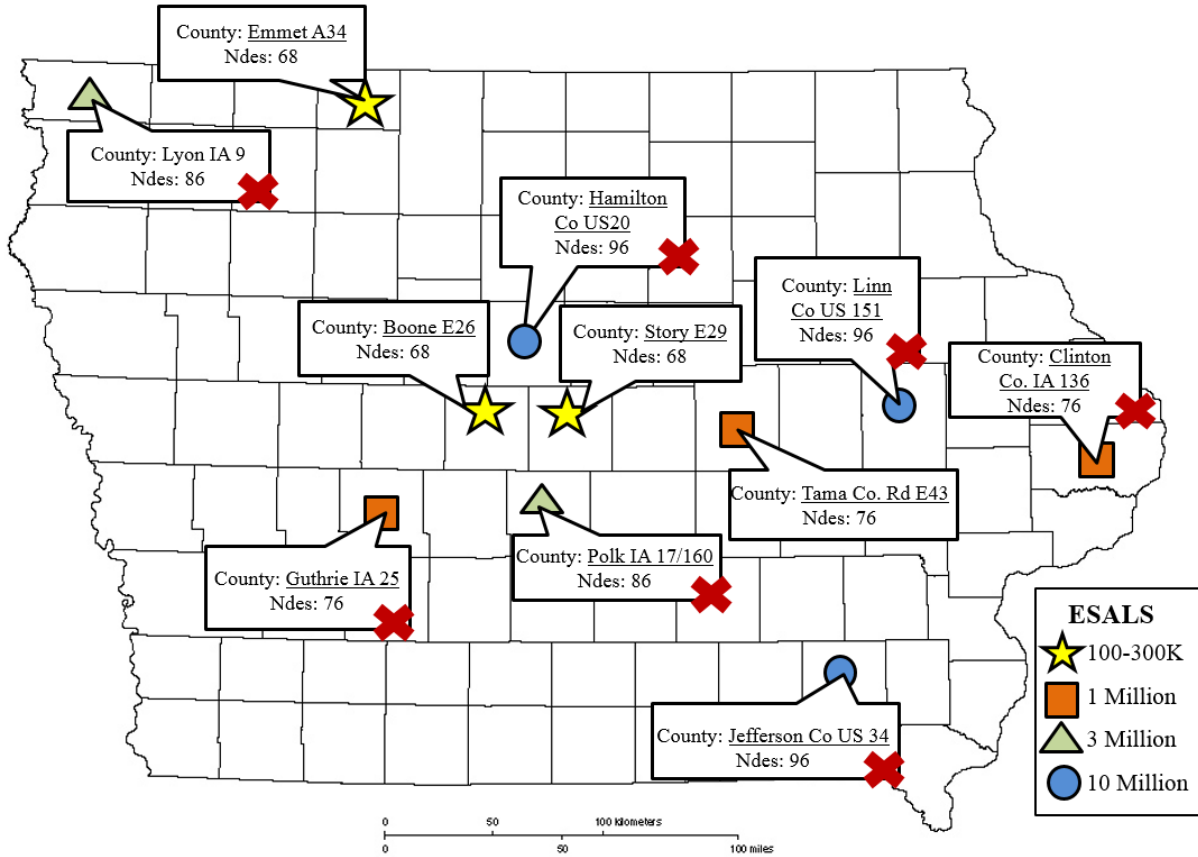 County: Emmet A34
Ndes: 68
County: Lyon IA 9
Ndes: 86
County: Hamilton
Co US20
Ndes: 96
County: Linn
Co US 151
Ndes: 96
County: Boone E26
Ndes: 68
County: Story E29
Ndes: 68
County: Clinton
Co. IA 136
Ndes: 76
County: Tama Co. Rd E43
Ndes: 76
County: Guthrie IA 25
Ndes: 76
County: Polk IA 17/160
Ndes: 86
County: Jefferson Co US 34
Ndes: 96
ESALS
100-300K
1 Million
3 Million
10 Million
0 50 100 kilometers
0 50 100 miles